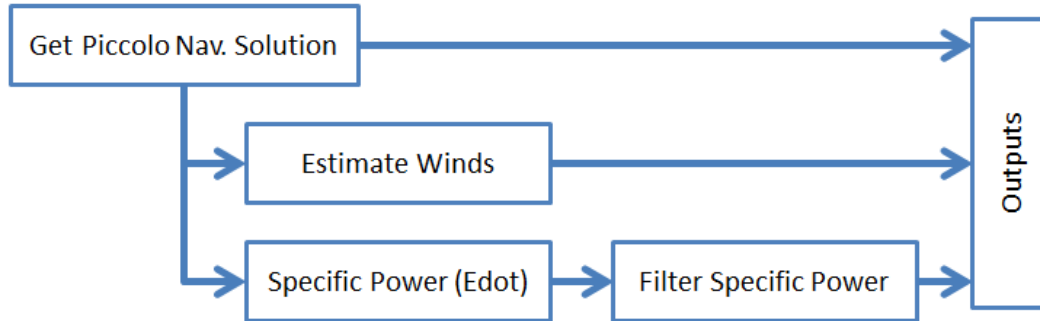 Get Piccolo Nav. Solution
Estimate Winds
Specific Power (Edot)
Filter Specific Power
Outputs